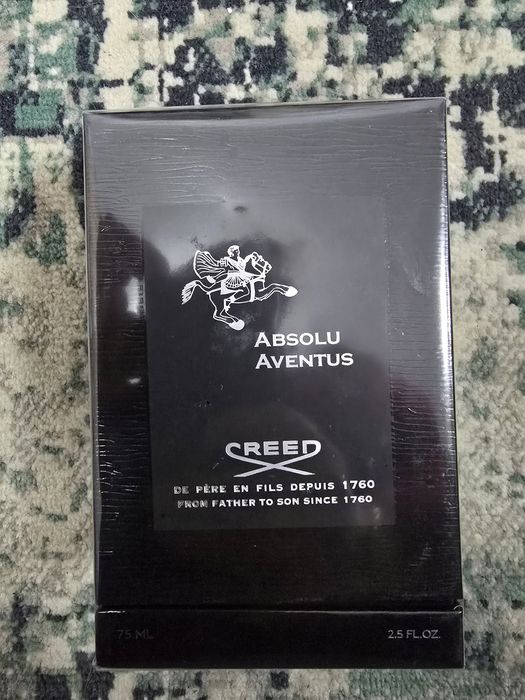 ABSOLU
AVENTUS
CREED
DE PÈRE EN FILS DEPUIS 1760
FROM FATHER TO SON SINCE 1760
75 ML 2.5 FL.OZ.